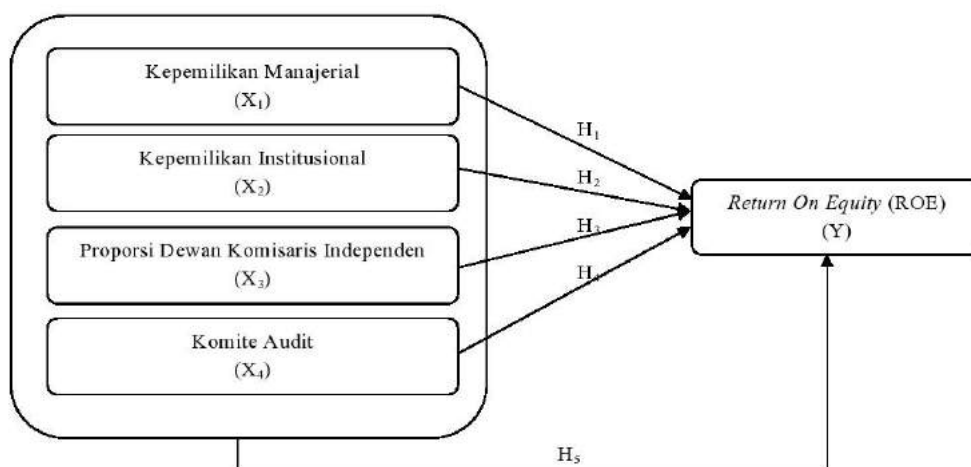 Kepemilikan Manajerial
(X₁)
Kepemilikan Institusional
(X₂)
Proporsi Dewan Komisaris Independen
(X₃)
Komite Audit
(X₄)
H₁
H₂
H₃
H
Return On Equity (ROE)
(Y)
H₅